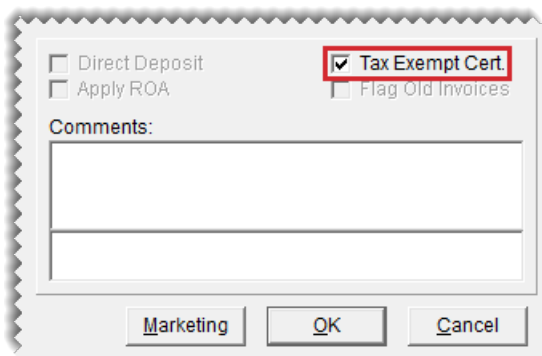 Direct Deposit Tax Exempt Cert.
Apply ROA Flag Old Invoices
Comments:
Marketing OK Cancel